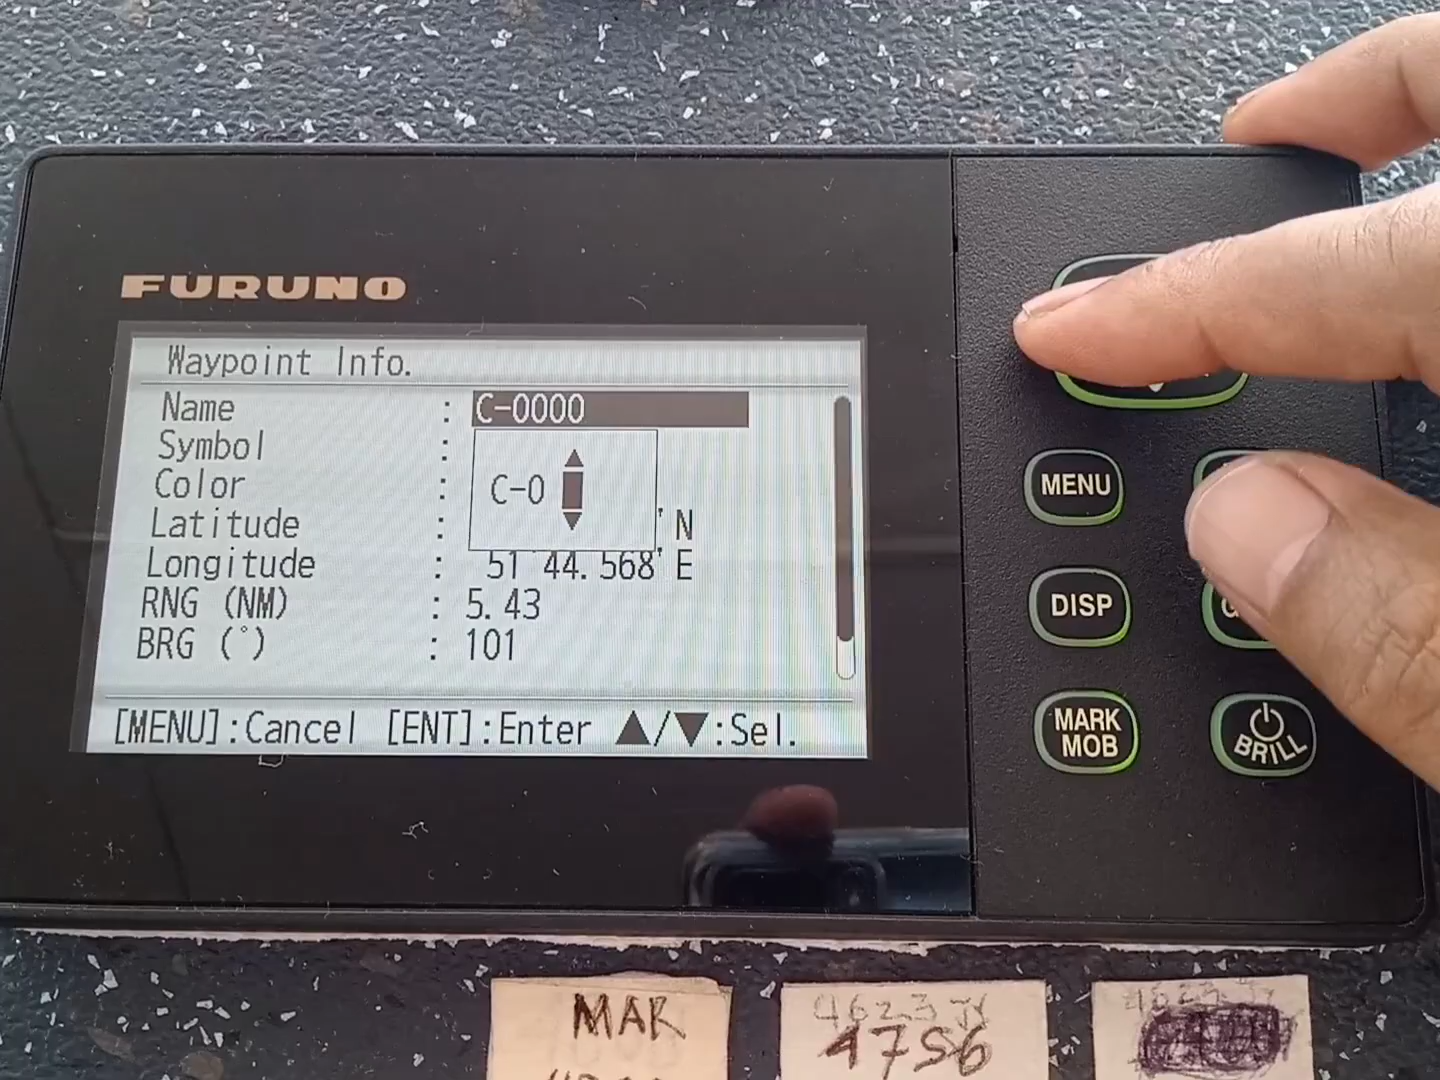 FURUNO
Waypoint Info.
Name : C-0000
Symbol :
C-0
Color :
Latitude : ' N
Longitude : 51°44.568' E
RNG (NM) : 5.43
BRG (°) : 101
[MENU]:Cancel [ENT]:Enter ▲/▼:Sel.
MENU
DISP
MARK
MOB
BRILL
MAR
4756